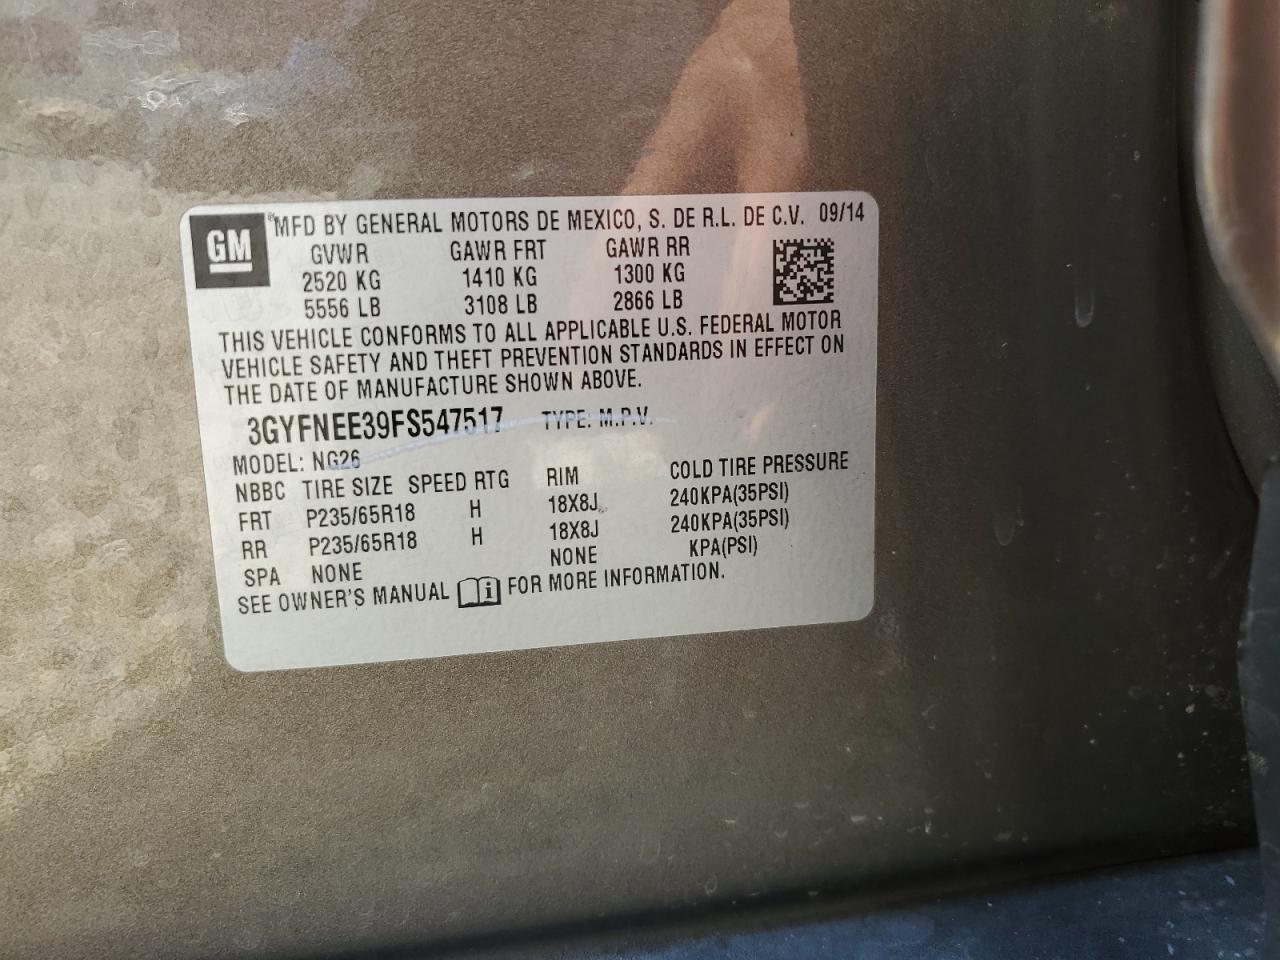 GM ® MFD BY GENERAL MOTORS DE MEXICO, S. DE R.L. DE C.V. 09/14
GVWR GAWR FRT GAWR RR
2520 KG 1410 KG 1300 KG
5556 LB 3108 LB 2866 LB
THIS VEHICLE CONFORMS TO ALL APPLICABLE U.S. FEDERAL MOTOR
VEHICLE SAFETY AND THEFT PREVENTION STANDARDS IN EFFECT ON
THE DATE OF MANUFACTURE SHOWN ABOVE.
3GYFNEE39FS547517 TYPE: M.P.V.
MODEL: NG26
NBBC TIRE SIZE SPEED RTG RIM COLD TIRE PRESSURE
FRT P235/65R18 H 18X8J 240KPA(35PSI)
RR P235/65R18 H 18X8J 240KPA(35PSI)
SPA NONE NONE KPA(PSI)
SEE OWNER'S MANUAL i FOR MORE INFORMATION.